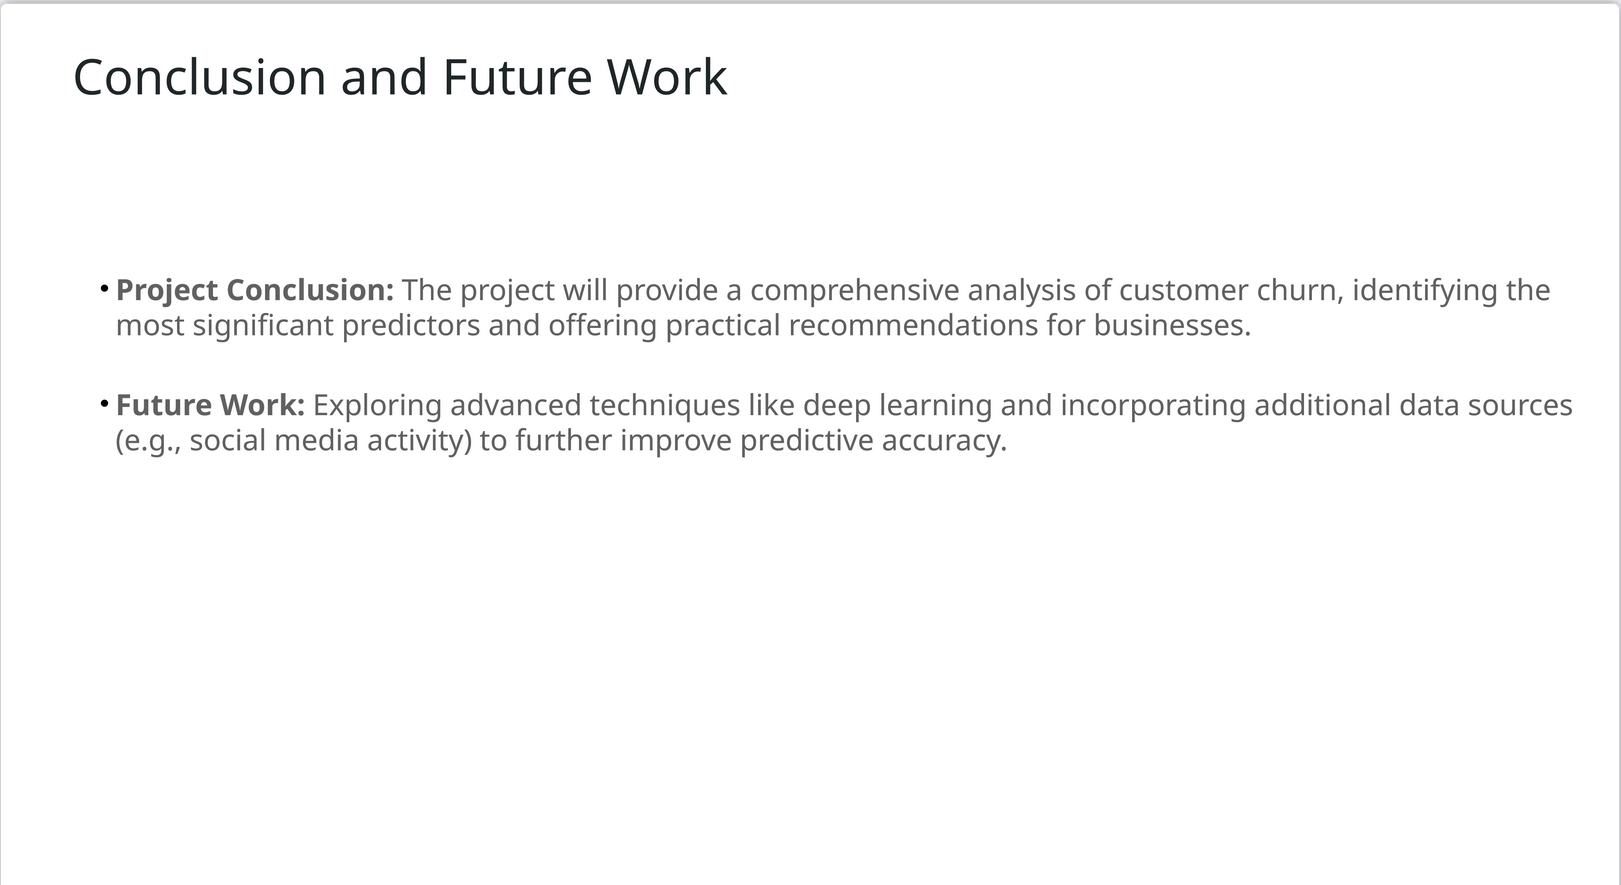 Conclusion and Future Work
• Project Conclusion: The project will provide a comprehensive analysis of customer churn, identifying the
most significant predictors and offering practical recommendations for businesses.
• Future Work: Exploring advanced techniques like deep learning and incorporating additional data sources
(e.g., social media activity) to further improve predictive accuracy.